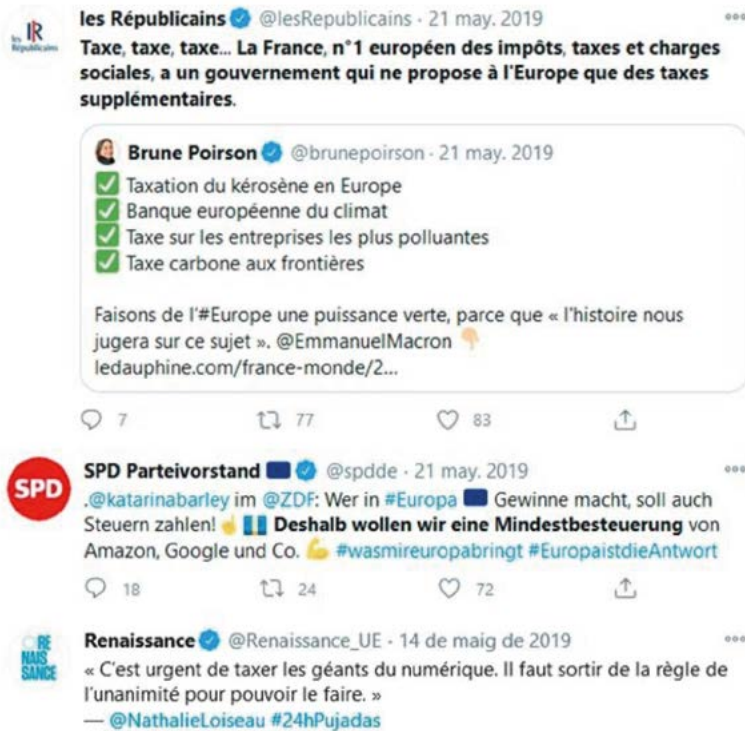 les Républicains @lesRepublicains · 21 may. 2019
les
Républicains
Taxe, taxe, taxe... La France, n°1 européen des impôts, taxes et charges
sociales, a un gouvernement qui ne propose à l'Europe que des taxes
supplémentaires.
Brune Poirson @brunepoirson · 21 may. 2019
Taxation du kérosène en Europe
Banque européenne du climat
Taxe sur les entreprises les plus polluantes
Taxe carbone aux frontières
Faisons de l'#Europe une puissance verte, parce que « l'histoire nous
jugera sur ce sujet ». @EmmanuelMacron
ledauphine.com/france-monde/2...
7 77 83
SPD
SPD Parteivorstand @spdde · 21 may. 2019
.@katarinabarley im @ZDF: Wer in #Europa Gewinne macht, soll auch
Steuern zahlen! Deshalb wollen wir eine Mindestbesteuerung von
Amazon, Google und Co. #wasmireuropabringt #EuropaistdieAntwort
18 24 72
RE
NAIS
SANCE
Renaissance @Renaissance_UE · 14 de maig de 2019
« C'est urgent de taxer les géants du numérique. Il faut sortir de la règle de
l'unanimité pour pouvoir le faire. »
— @NathalieLoiseau #24hPujadas